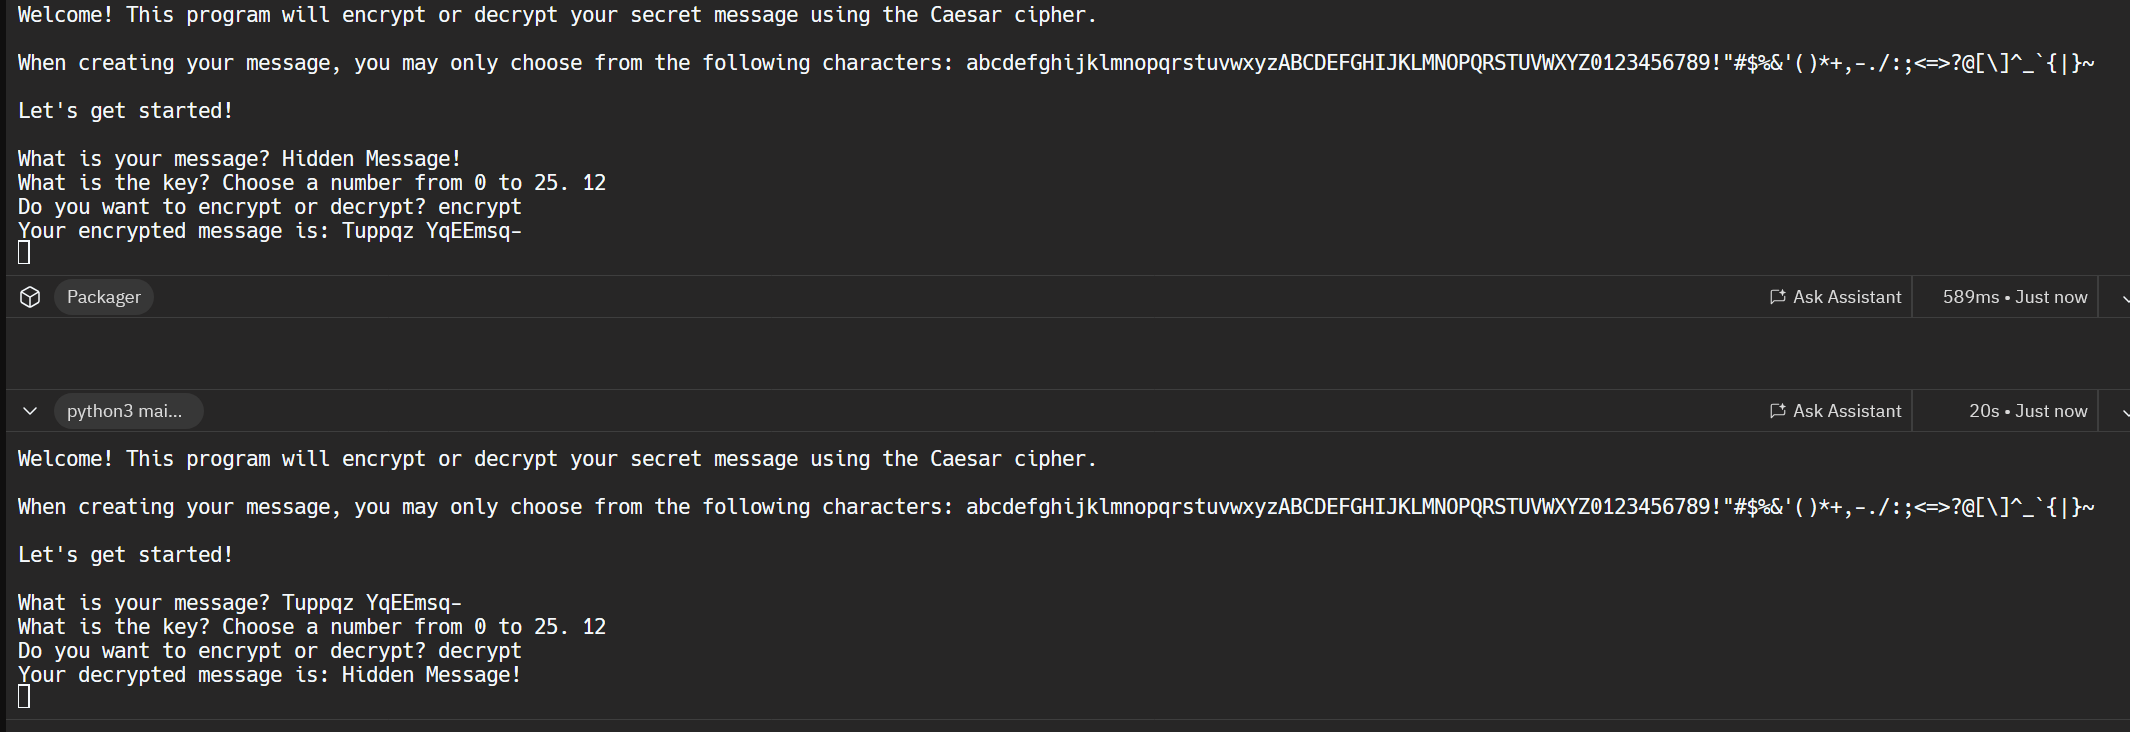 Welcome! This program will encrypt or decrypt your secret message using the Caesar cipher.
When creating your message, you may only choose from the following characters: abcdefghijklmnopqrstuvwxyzABCDEFGHIJKLMNOPQRSTUVWXYZ0123456789!"#$%&'()*+,-./:;<=>?@[\]^_`{|}~
Let's get started!
What is your message? Hidden Message!
What is the key? Choose a number from 0 to 25. 12
Do you want to encrypt or decrypt? encrypt
Your encrypted message is: Tuppqz YqEEmsq-
Packager Ask Assistant 589ms • Just now
python3 mai... Ask Assistant 20s • Just now
Welcome! This program will encrypt or decrypt your secret message using the Caesar cipher.
When creating your message, you may only choose from the following characters: abcdefghijklmnopqrstuvwxyzABCDEFGHIJKLMNOPQRSTUVWXYZ0123456789!"#$%&'()*+,-./:;<=>?@[\]^_`{|}~
Let's get started!
What is your message? Tuppqz YqEEmsq-
What is the key? Choose a number from 0 to 25. 12
Do you want to encrypt or decrypt? decrypt
Your decrypted message is: Hidden Message!